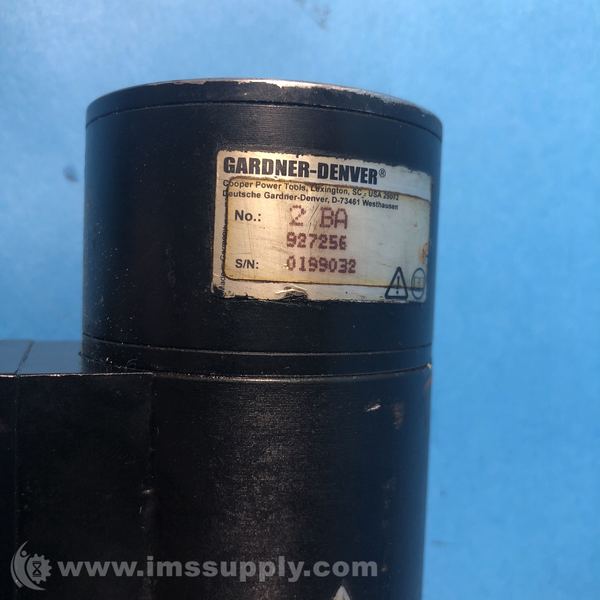 GARDNER-DENVER®
Cooper Power Tools, Lexington, SC - USA 29072
Deutsche Gardner-Denver, D-73461 Westhausen
No.: 2 BA
927256
S/N: 0199032
www.imssupply.com